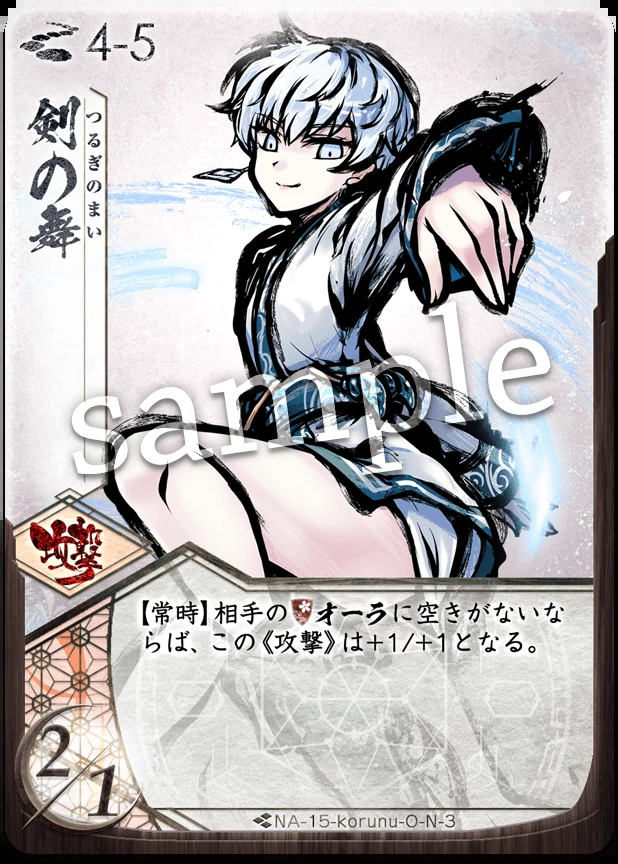 4-5
剣の舞
つるぎのまい
sample
攻撃
【常時】相手のオーラに空きがないな
らば、この《攻撃》は+1/+1となる。
2/1
NA-15-korunu-O-N-3